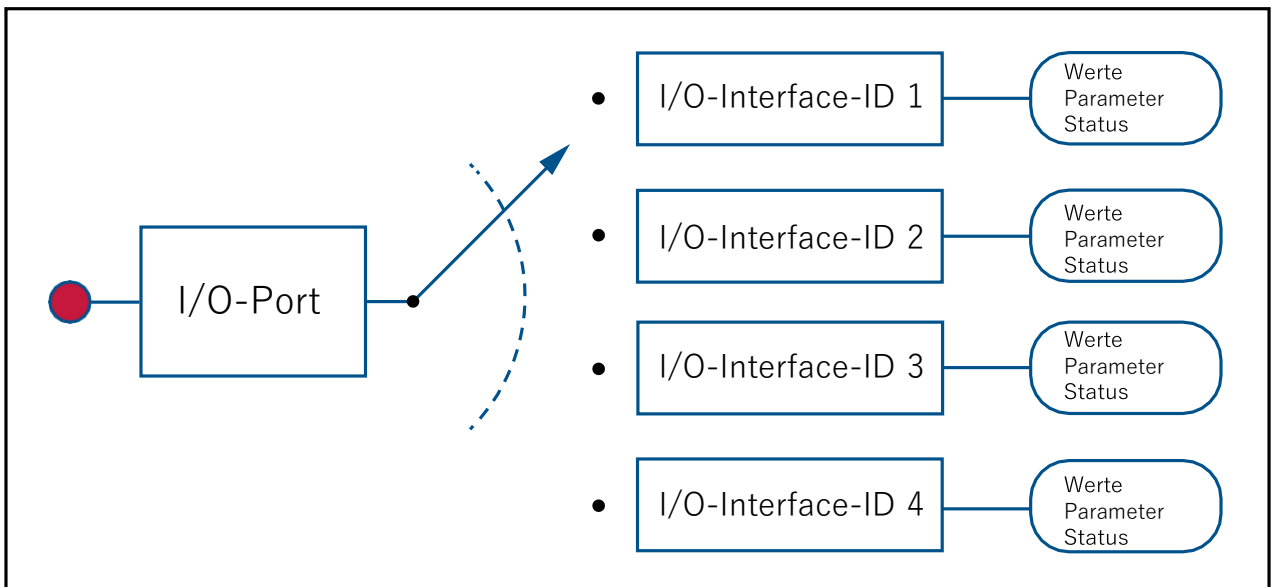 I/O-Port
I/O-Interface-ID 1
Werte
Parameter
Status
I/O-Interface-ID 2
Werte
Parameter
Status
I/O-Interface-ID 3
Werte
Parameter
Status
I/O-Interface-ID 4
Werte
Parameter
Status